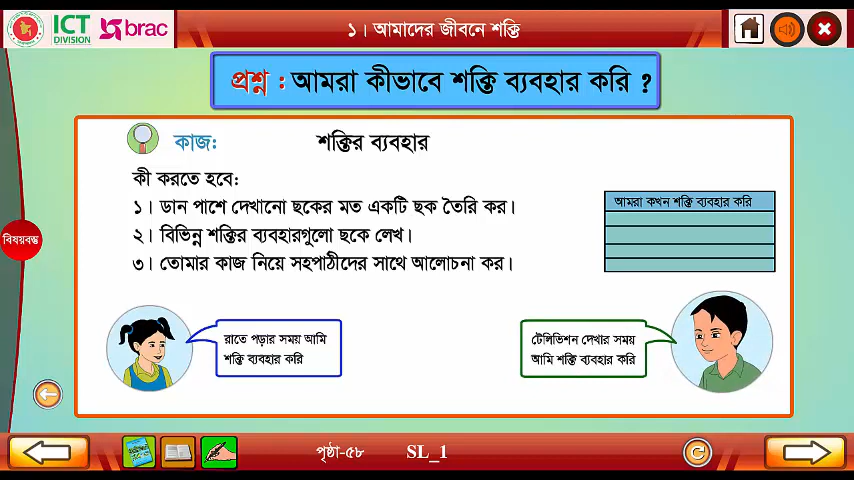 ICT
DIVISION
brac
১। আমাদের জীবনে শক্তি
প্রশ্ন : আমরা কীভাবে শক্তি ব্যবহার করি ?
কাজ: শক্তির ব্যবহার
কী করতে হবে:
১। ডান পাশে দেখানো ছকের মত একটি ছক তৈরি কর।
২। বিভিন্ন শক্তির ব্যবহারগুলো ছকে লেখ।
৩। তোমার কাজ নিয়ে সহপাঠীদের সাথে আলোচনা কর।
আমরা কখন শক্তি ব্যবহার করি
বিষয়বস্তু
রাতে পড়ার সময় আমি
শক্তি ব্যবহার করি
টেলিভিশন দেখার সময়
আমি শক্তি ব্যবহার করি
পৃষ্ঠা-৫৮
SL_1